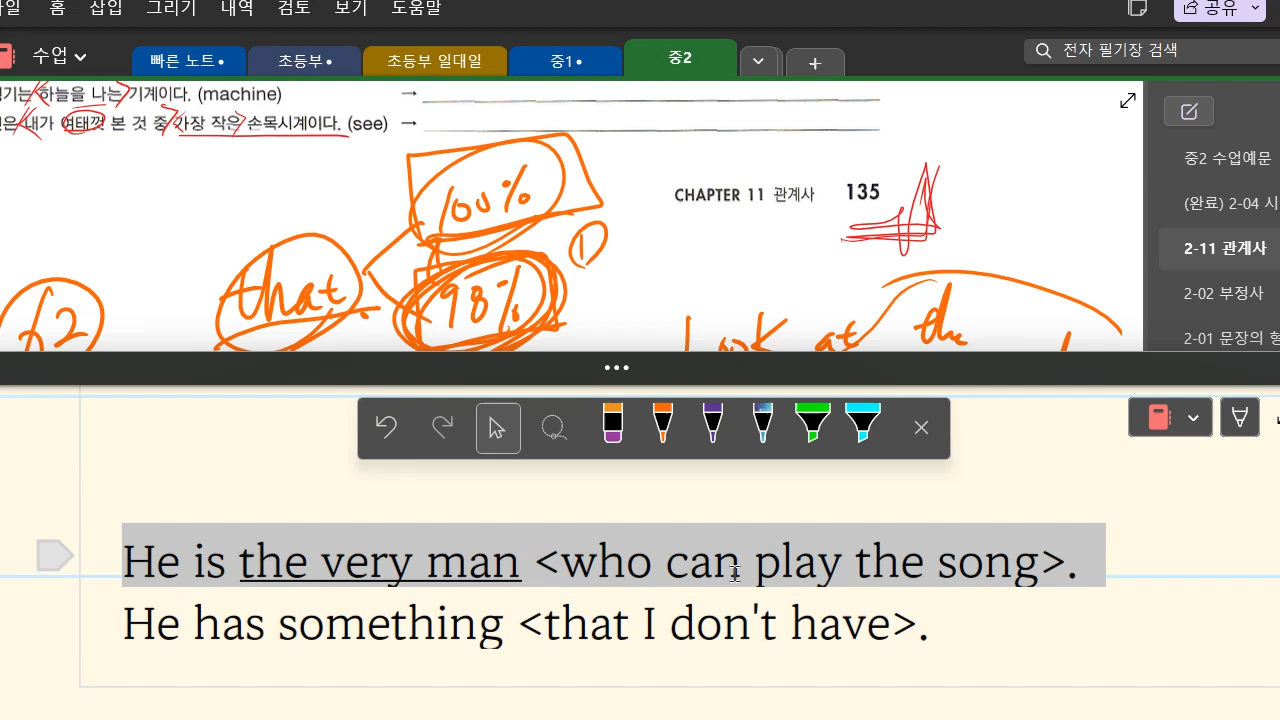 홈 삽입 그리기 내역 검토 보기 도움말 공유
수업 빠른 노트 초등부 초등부 일대일 중1 중2 + 전자 필기장 검색
하늘을 나는 기계이다. (machine) →
내가 여태껏 본 것 중 가장 작은 손목시계이다. (see) →
중2 수업예문
CHAPTER 11 관계사 135
(완료) 2-04 시
2-11 관계사
2-02 부정사
2-01 문장의 형
100%
①
that
98%
Look at the
He is the very man <who can play the song>.
He has something <that I don't have>.